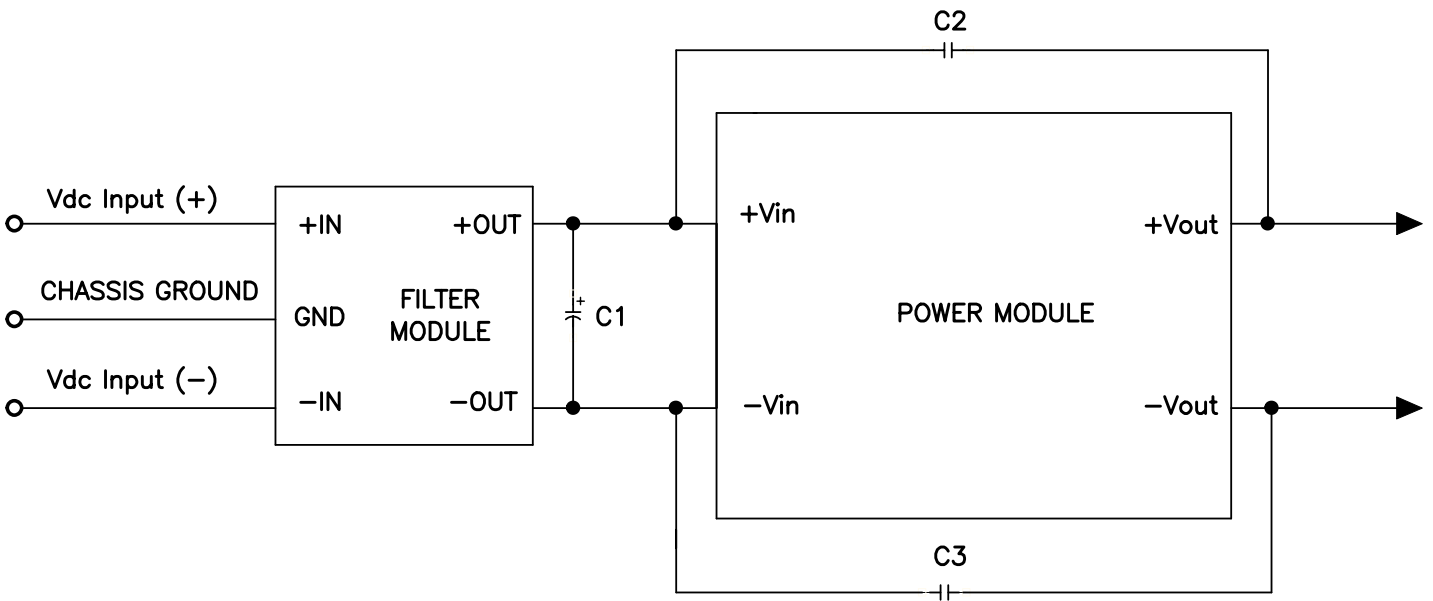 C2
Vdc Input (+)
+IN
+OUT
+Vin
+Vout
CHASSIS GROUND
GND
FILTER
MODULE
+
C1
POWER MODULE
Vdc Input (−)
−IN
−OUT
−Vin
−Vout
C3